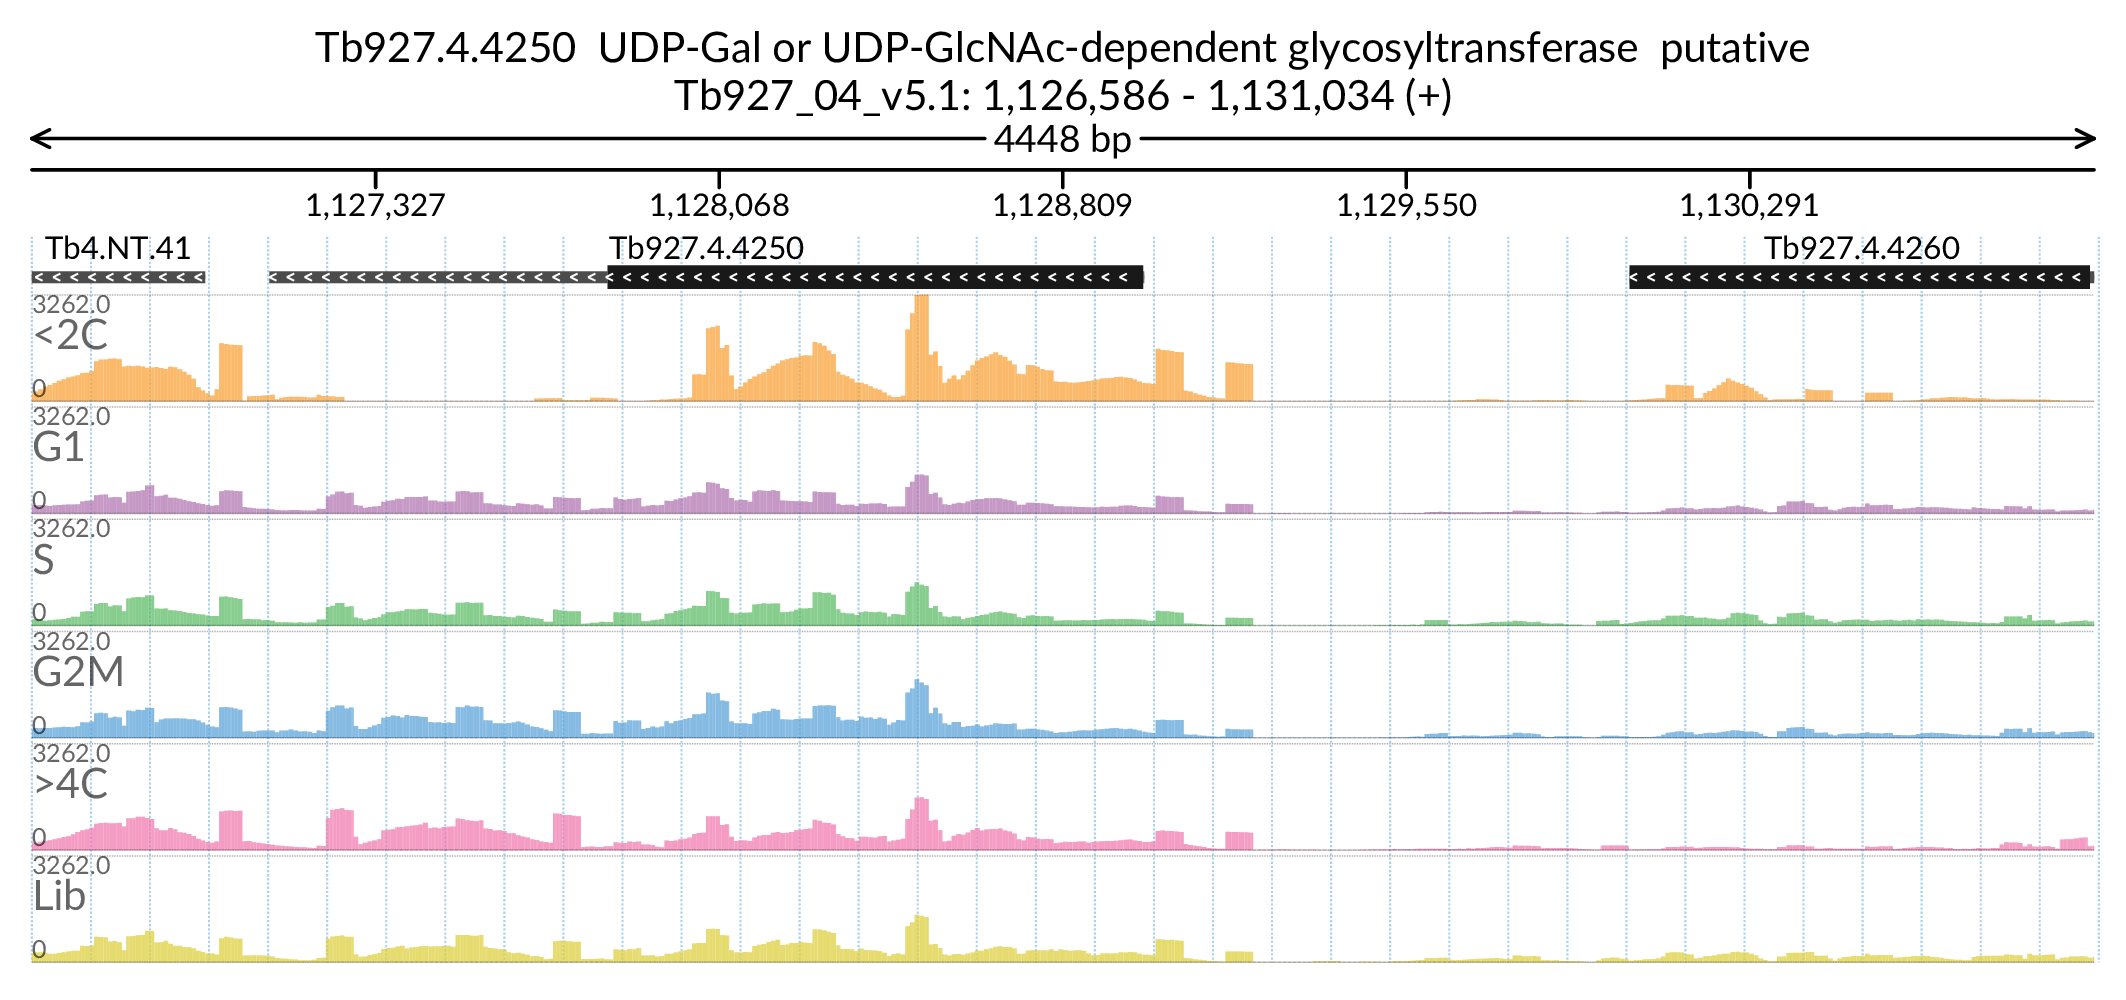 Tb927.4.4250  UDP-Gal or UDP-GlcNAc-dependent glycosyltransferase  putative
Tb927_04_v5.1: 1,126,586 - 1,131,034 (+)
4448 bp
1,127,327 1,128,068 1,128,809 1,129,550 1,130,291
Tb4.NT.41 Tb927.4.4250 Tb927.4.4260
3262.0
<2C
0
3262.0
G1
0
3262.0
S
0
3262.0
G2M
0
3262.0
>4C
0
3262.0
Lib
0